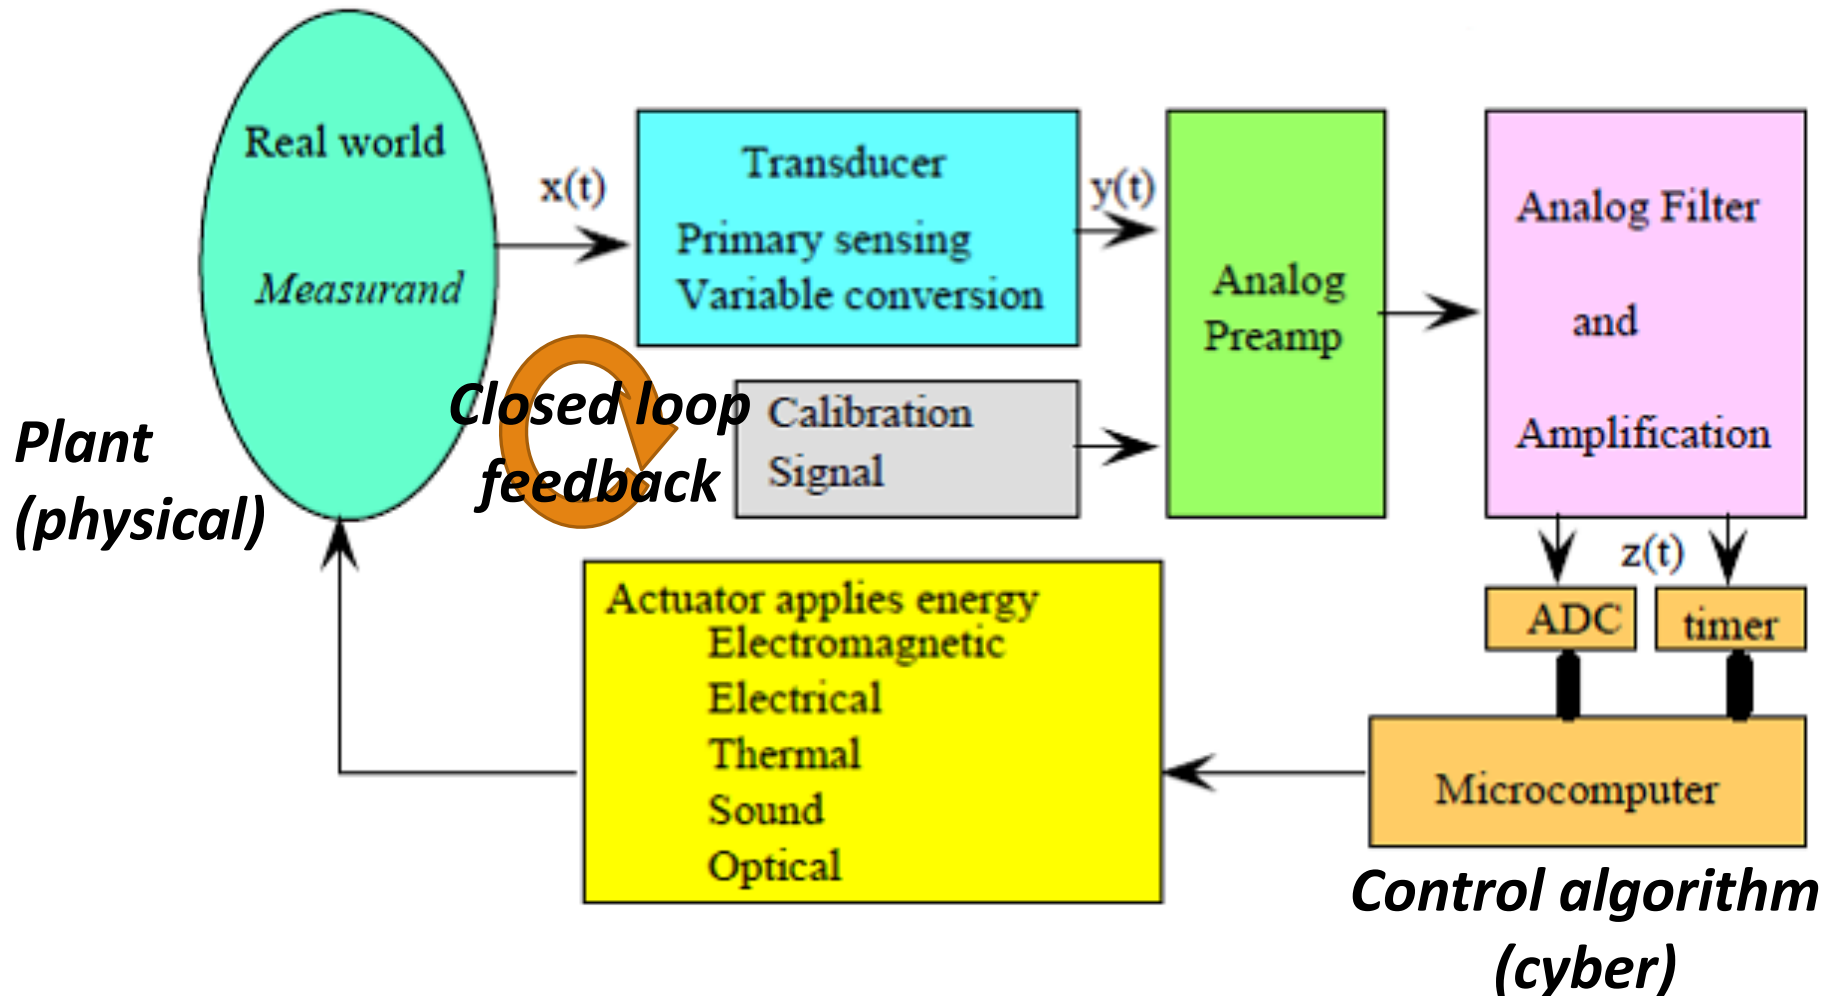 Real world
Measurand
x(t)
Transducer
Primary sensing
Variable conversion
y(t)
Analog
Preamp
Analog Filter
and
Amplification
Closed loop
feedback
Calibration
Signal
Plant
(physical)
z(t)
ADC
timer
Actuator applies energy
Electromagnetic
Electrical
Thermal
Sound
Optical
Microcomputer
Control algorithm
(cyber)